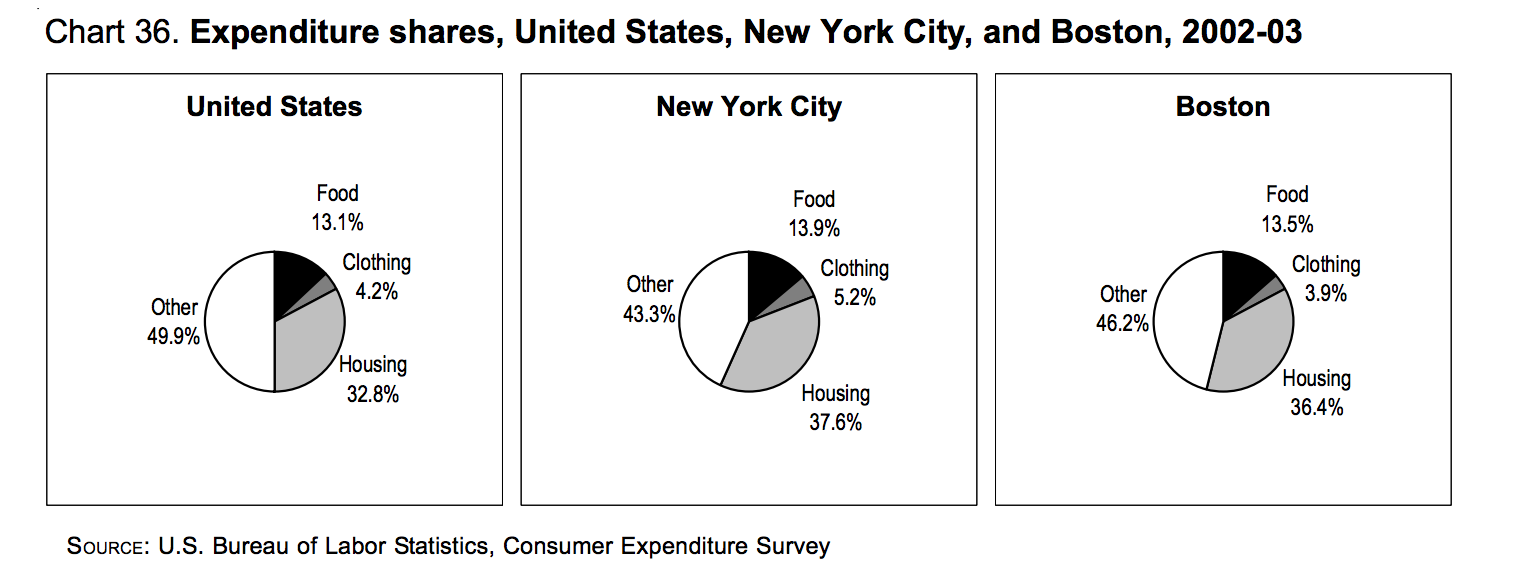 Chart 36. Expenditure shares, United States, New York City, and Boston, 2002-03
United States
Food
13.1%
Clothing
4.2%
Other
49.9%
Housing
32.8%
New York City
Food
13.9%
Clothing
5.2%
Other
43.3%
Housing
37.6%
Boston
Food
13.5%
Clothing
3.9%
Other
46.2%
Housing
36.4%
SOURCE: U.S. Bureau of Labor Statistics, Consumer Expenditure Survey